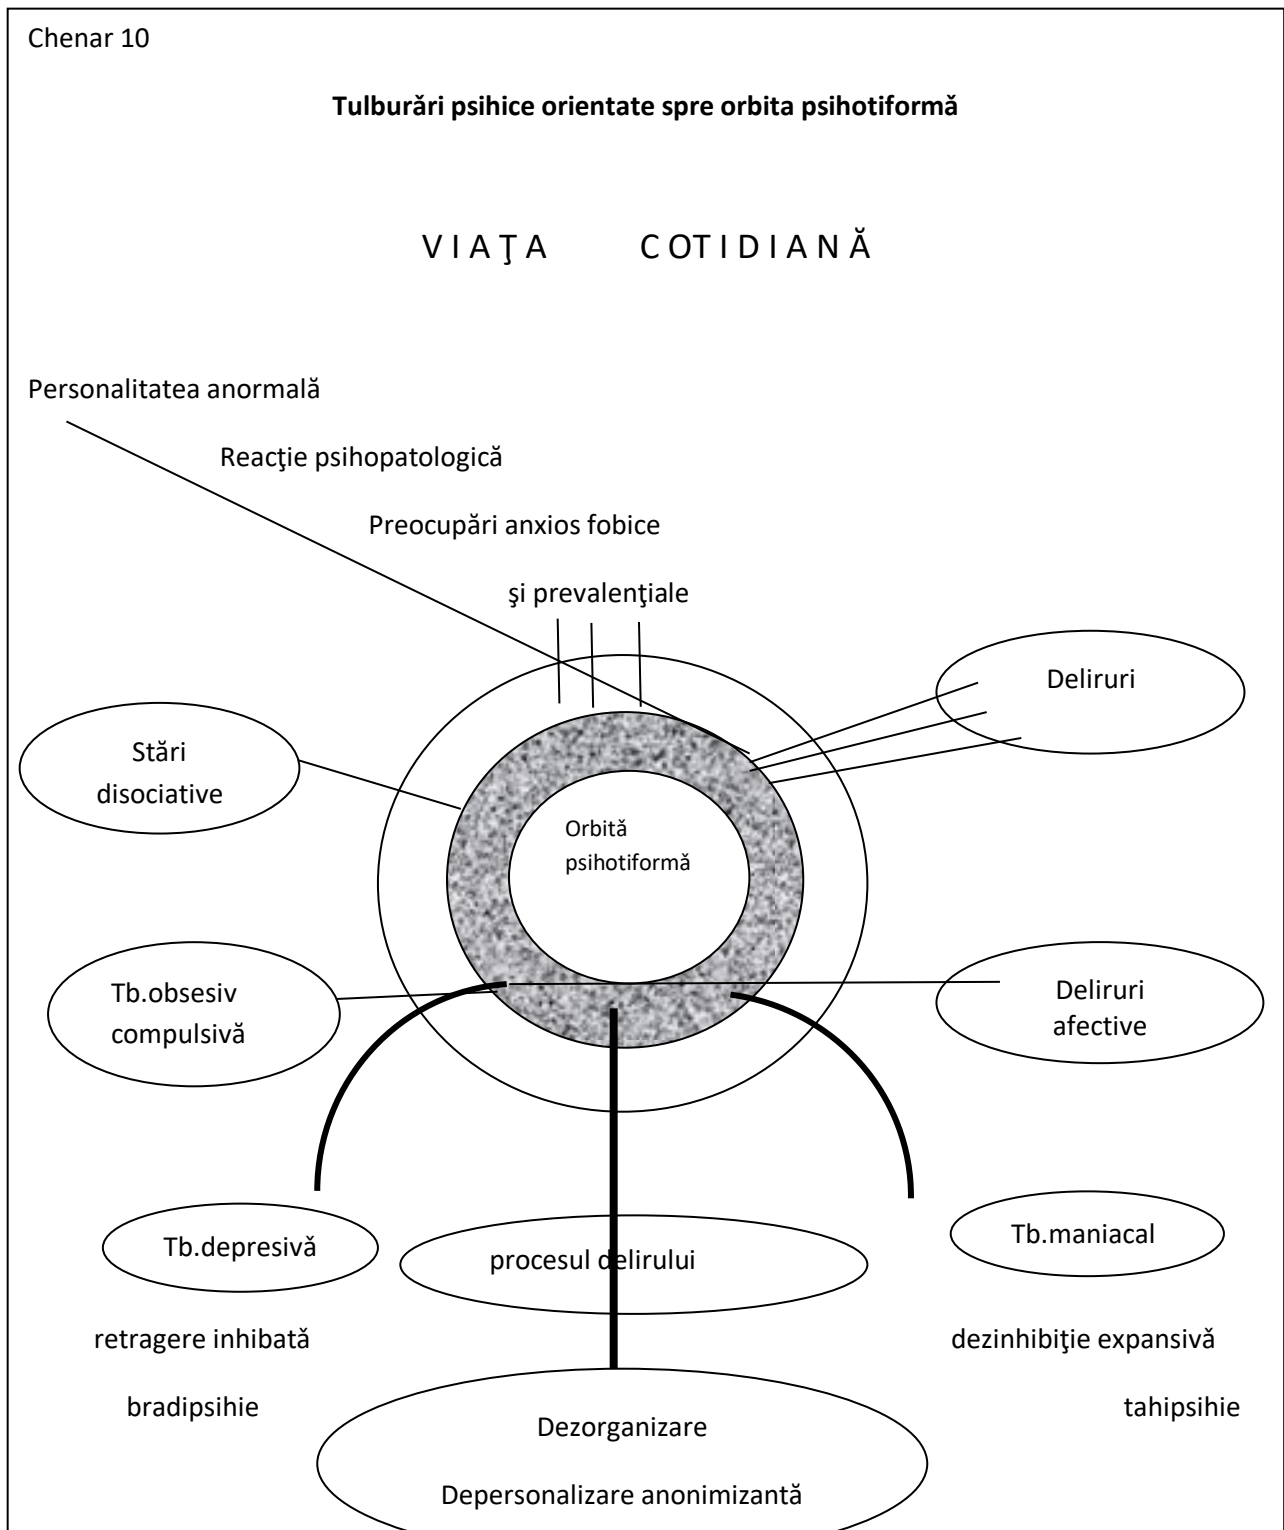 Chenar 10
Tulburări psihice orientate spre orbita psihotiformă
VIAŢA COTIDIANĂ
Personalitatea anormală
Reacţie psihopatologică
Preocupări anxios fobice
şi prevalenţiale
Deliruri
Stări
disociative
Orbită
psihotiformă
Tb.obsesiv
compulsivă
Deliruri
afective
Tb.depresivă
procesul delirului
Tb.maniacal
retragere inhibată
dezinhibiţie expansivă
bradipsihie
tahipsihie
Dezorganizare
Depersonalizare anonimizantă